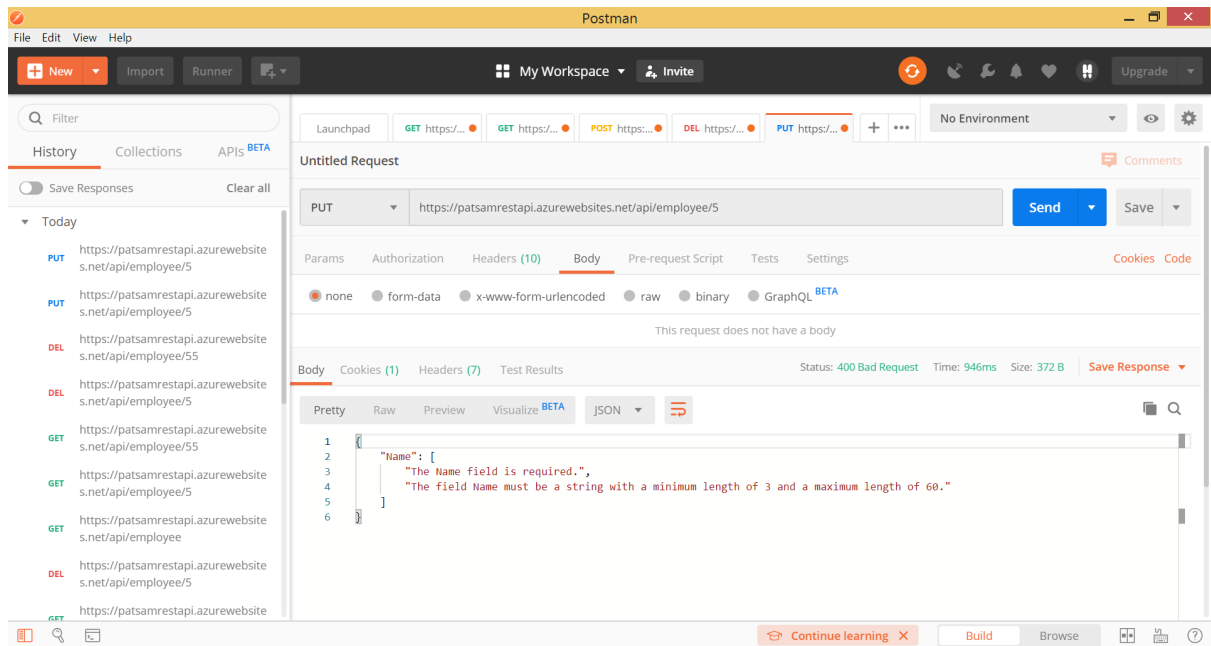 Postman
File Edit View Help
New Import Runner My Workspace Invite Upgrade
Filter
History Collections APIs BETA
Save Responses Clear all
Today
PUT https://patsamrestapi.azurewebsite
s.net/api/employee/5
PUT https://patsamrestapi.azurewebsite
s.net/api/employee/5
DEL https://patsamrestapi.azurewebsite
s.net/api/employee/55
DEL https://patsamrestapi.azurewebsite
s.net/api/employee/5
GET https://patsamrestapi.azurewebsite
s.net/api/employee/55
GET https://patsamrestapi.azurewebsite
s.net/api/employee/5
GET https://patsamrestapi.azurewebsite
s.net/api/employee
DEL https://patsamrestapi.azurewebsite
s.net/api/employee/5
GET https://patsamrestapi.azurewebsite
Launchpad GET https:/... GET https:/... POST https:... DEL https:/... PUT https:/... No Environment
Untitled Request Comments
PUT https://patsamrestapi.azurewebsites.net/api/employee/5 Send Save
Params Authorization Headers (10) Body Pre-request Script Tests Settings Cookies Code
none form-data x-www-form-urlencoded raw binary GraphQL BETA
This request does not have a body
Body Cookies (1) Headers (7) Test Results Status: 400 Bad Request Time: 946ms Size: 372 B Save Response
Pretty Raw Preview Visualize BETA JSON
1 {
2 "Name": [
3 "The Name field is required.",
4 "The field Name must be a string with a minimum length of 3 and a maximum length of 60."
5 ]
6 }
Continue learning X Build Browse